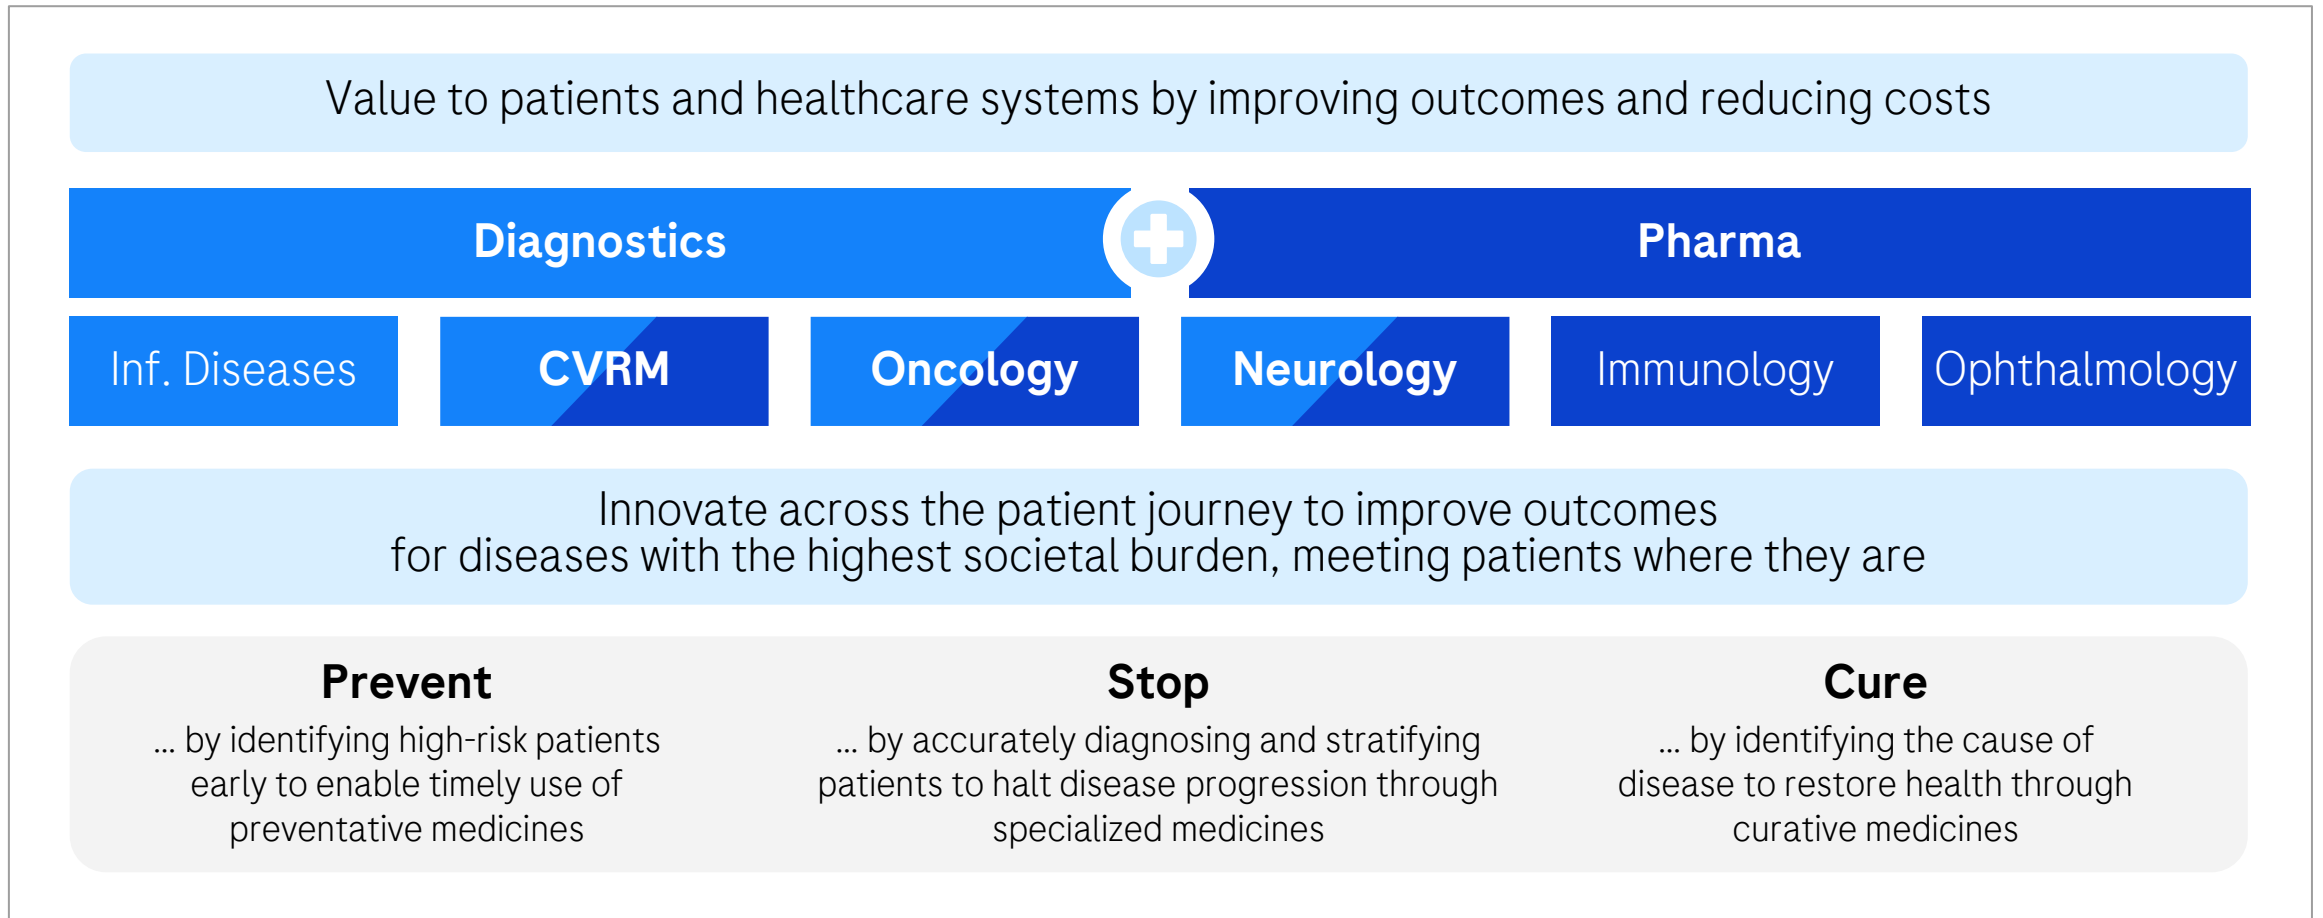 Value to patients and healthcare systems by improving outcomes and reducing costs
Diagnostics
Pharma
Inf. Diseases
CVRM
Oncology
Neurology
Immunology
Ophthalmology
Innovate across the patient journey to improve outcomes
for diseases with the highest societal burden, meeting patients where they are
Prevent
... by identifying high-risk patients
early to enable timely use of
preventative medicines
Stop
... by accurately diagnosing and stratifying
patients to halt disease progression through
specialized medicines
Cure
... by identifying the cause of
disease to restore health through
curative medicines